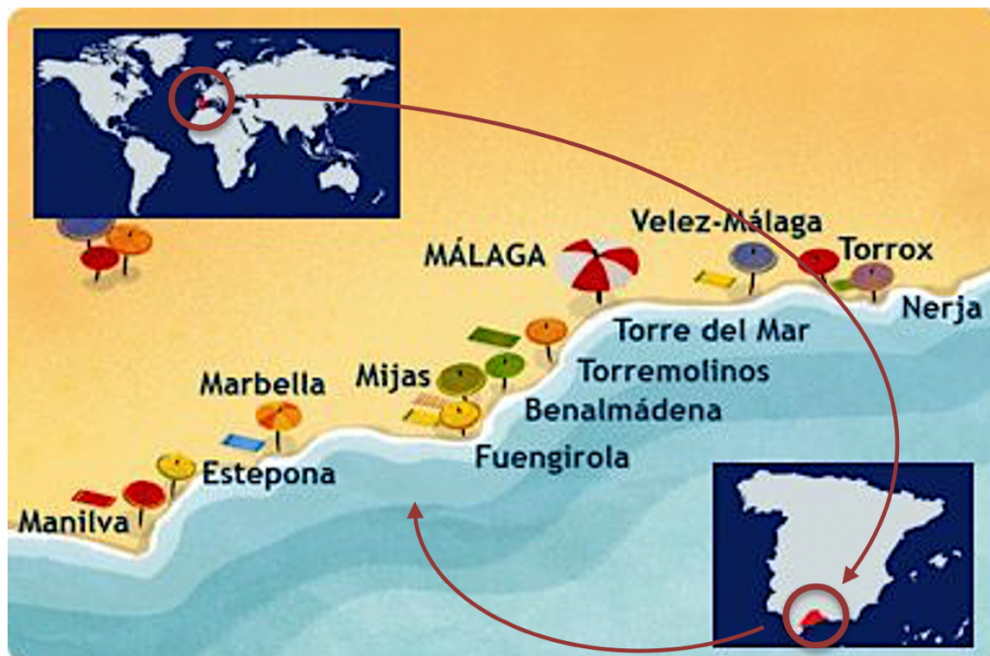 Velez-Málaga
MÁLAGA
Torrox
Nerja
Torre del Mar
Torremolinos
Mijas
Marbella
Benalmádena
Fuengirola
Estepona
Manilva